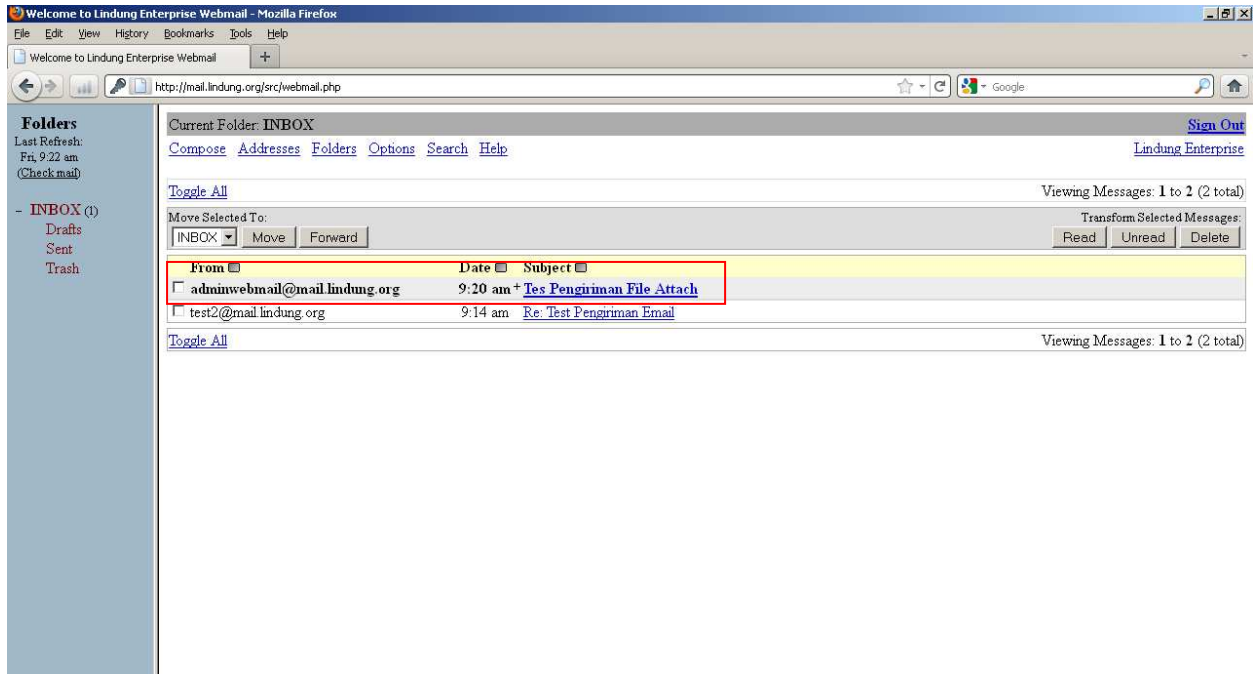 Welcome to Lindung Enterprise Webmail - Mozilla Firefox
File Edit View History Bookmarks Tools Help
Welcome to Lindung Enterprise Webmail
http://mail.lindung.org/src/webmail.php
Google
Folders
Last Refresh:
Fri, 9:22 am
(Check mail)
- INBOX (1)
Drafts
Sent
Trash
Current Folder: INBOX Sign Out
Compose Addresses Folders Options Search Help Lindung Enterprise
Toggle All Viewing Messages: 1 to 2 (2 total)
Move Selected To: Transform Selected Messages:
INBOX Move Forward Read Unread Delete
From Date Subject
adminwebmail@mail.lindung.org 9:20 am + Tes Pengiriman File Attach
test2@mail.lindung.org 9:14 am Re: Test Pengiriman Email
Toggle All Viewing Messages: 1 to 2 (2 total)